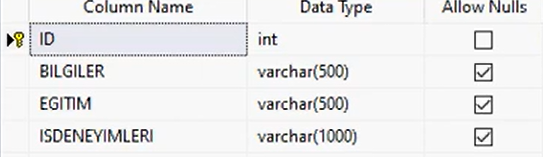 Column Name Data Type Allow Nulls
ID int
BILGILER varchar(500)
EGITIM varchar(500)
ISDENEYIMLERI varchar(1000)